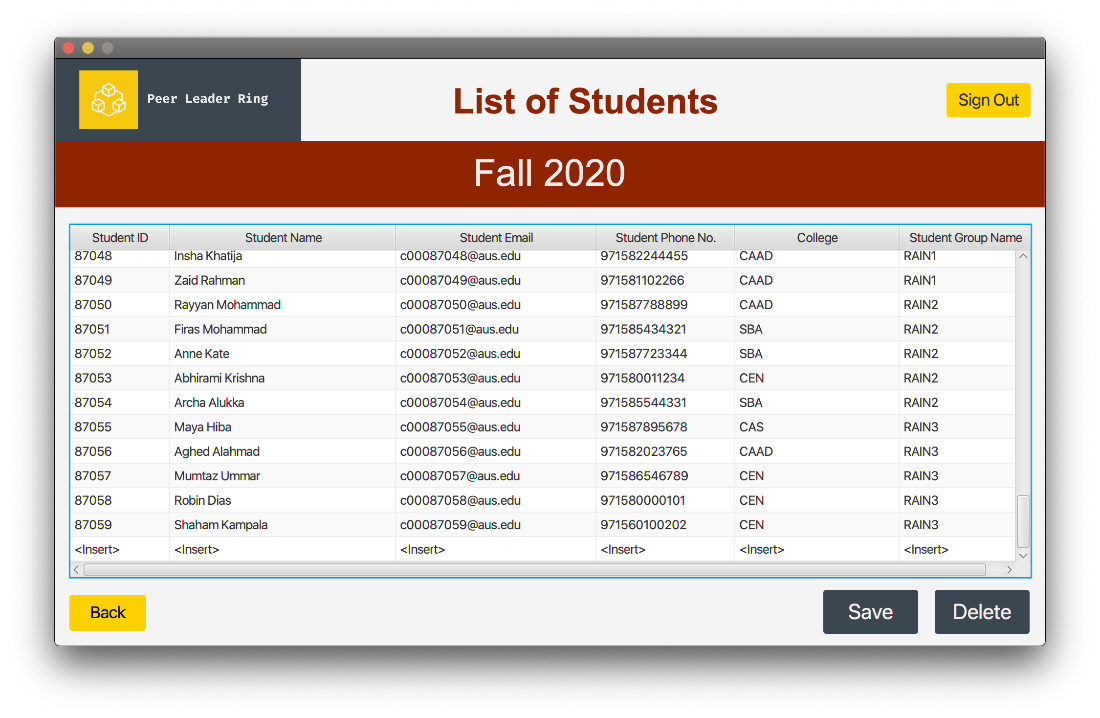 Peer Leader Ring
List of Students
Sign Out
Fall 2020
Student ID Student Name Student Email Student Phone No. College Student Group Name
87048 Insha Khatija c00087048@aus.edu 971582244455 CAAD RAIN1
87049 Zaid Rahman c00087049@aus.edu 971581102266 CAAD RAIN1
87050 Rayyan Mohammad c00087050@aus.edu 971587788899 CAAD RAIN2
87051 Firas Mohammad c00087051@aus.edu 971585434321 SBA RAIN2
87052 Anne Kate c00087052@aus.edu 971587723344 SBA RAIN2
87053 Abhirami Krishna c00087053@aus.edu 971580011234 CEN RAIN2
87054 Archa Alukka c00087054@aus.edu 971585544331 SBA RAIN2
87055 Maya Hiba c00087055@aus.edu 971587895678 CAS RAIN3
87056 Aghed Alahmad c00087056@aus.edu 971582023765 CAAD RAIN3
87057 Mumtaz Ummar c00087057@aus.edu 971586546789 CEN RAIN3
87058 Robin Dias c00087058@aus.edu 971580000101 CEN RAIN3
87059 Shaham Kampala c00087059@aus.edu 971560100202 CEN RAIN3
<Insert> <Insert> <Insert> <Insert> <Insert> <Insert>
Back Save Delete